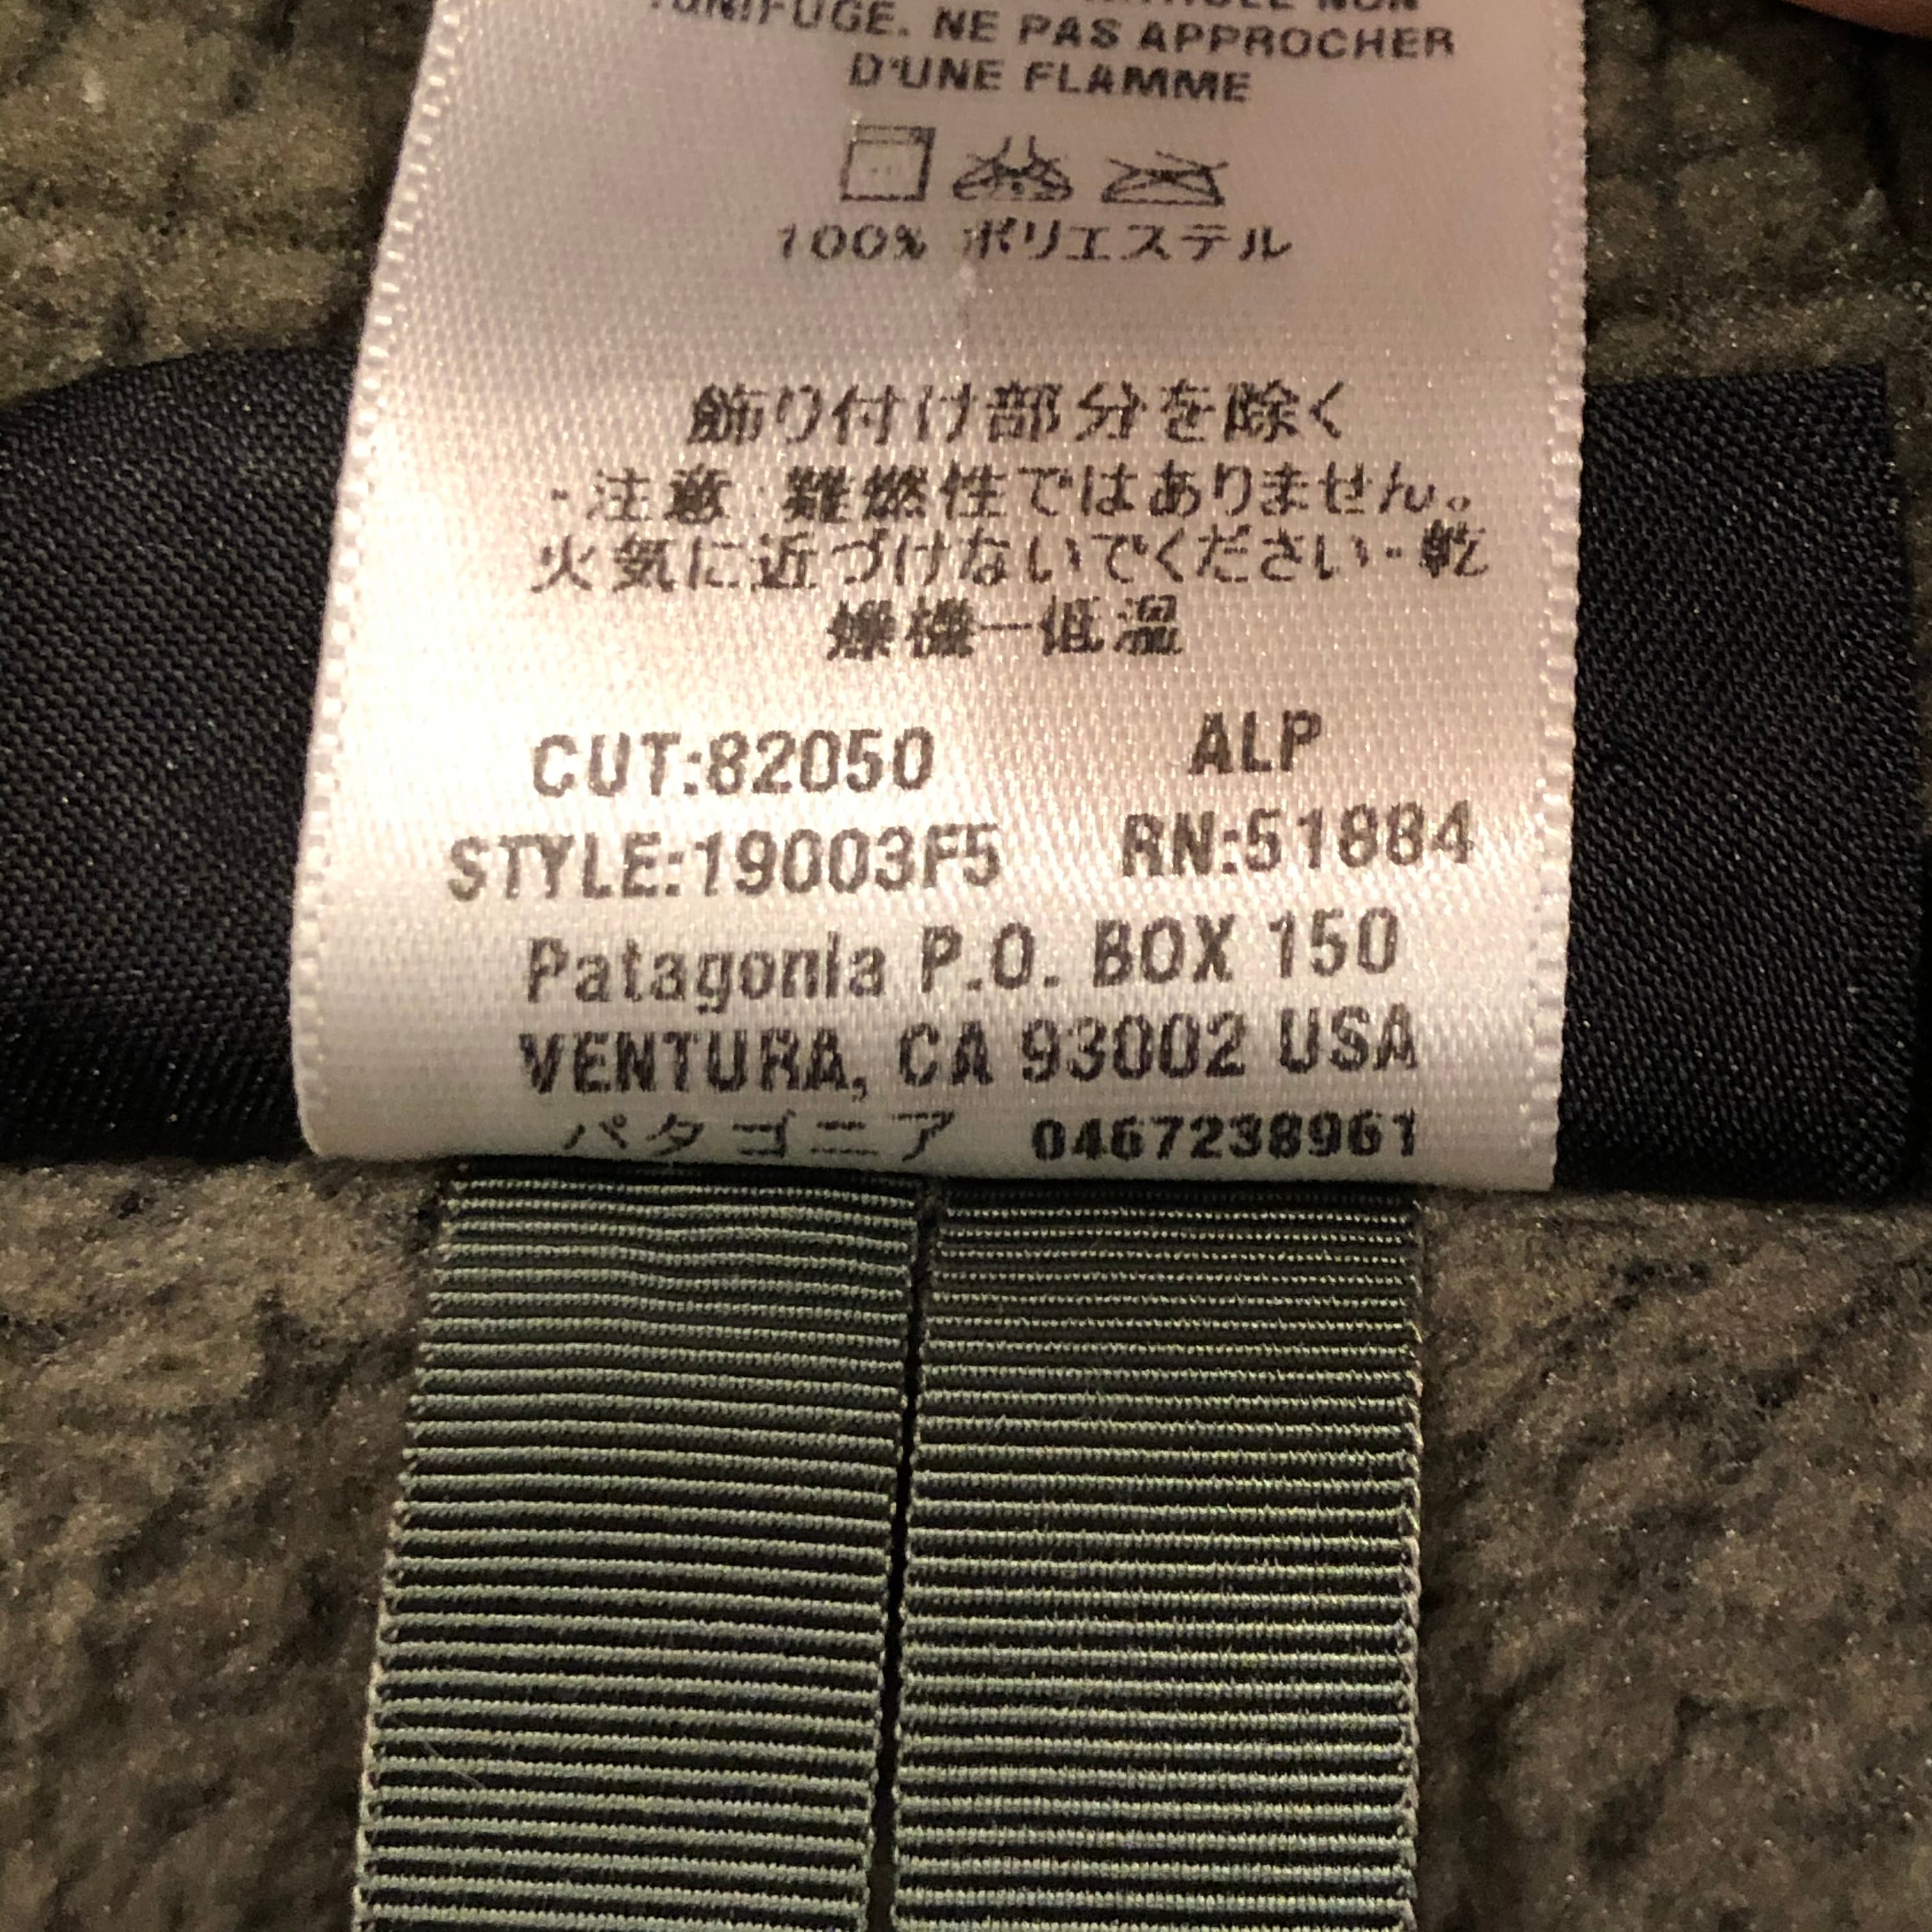 NON
FUGE. NE PAS APPROCHER
D'UNE FLAMME
100% ポリエステル
飾り付け部分を除く
・注意:難燃性ではありません。
火気に近づけないでください・乾
燥機ー低温
CUT:82050 ALP
STYLE:19003F5 RN:51884
Patagonia P.O. BOX 150
VENTURA, CA 93002 USA
パタゴニア 0467238961